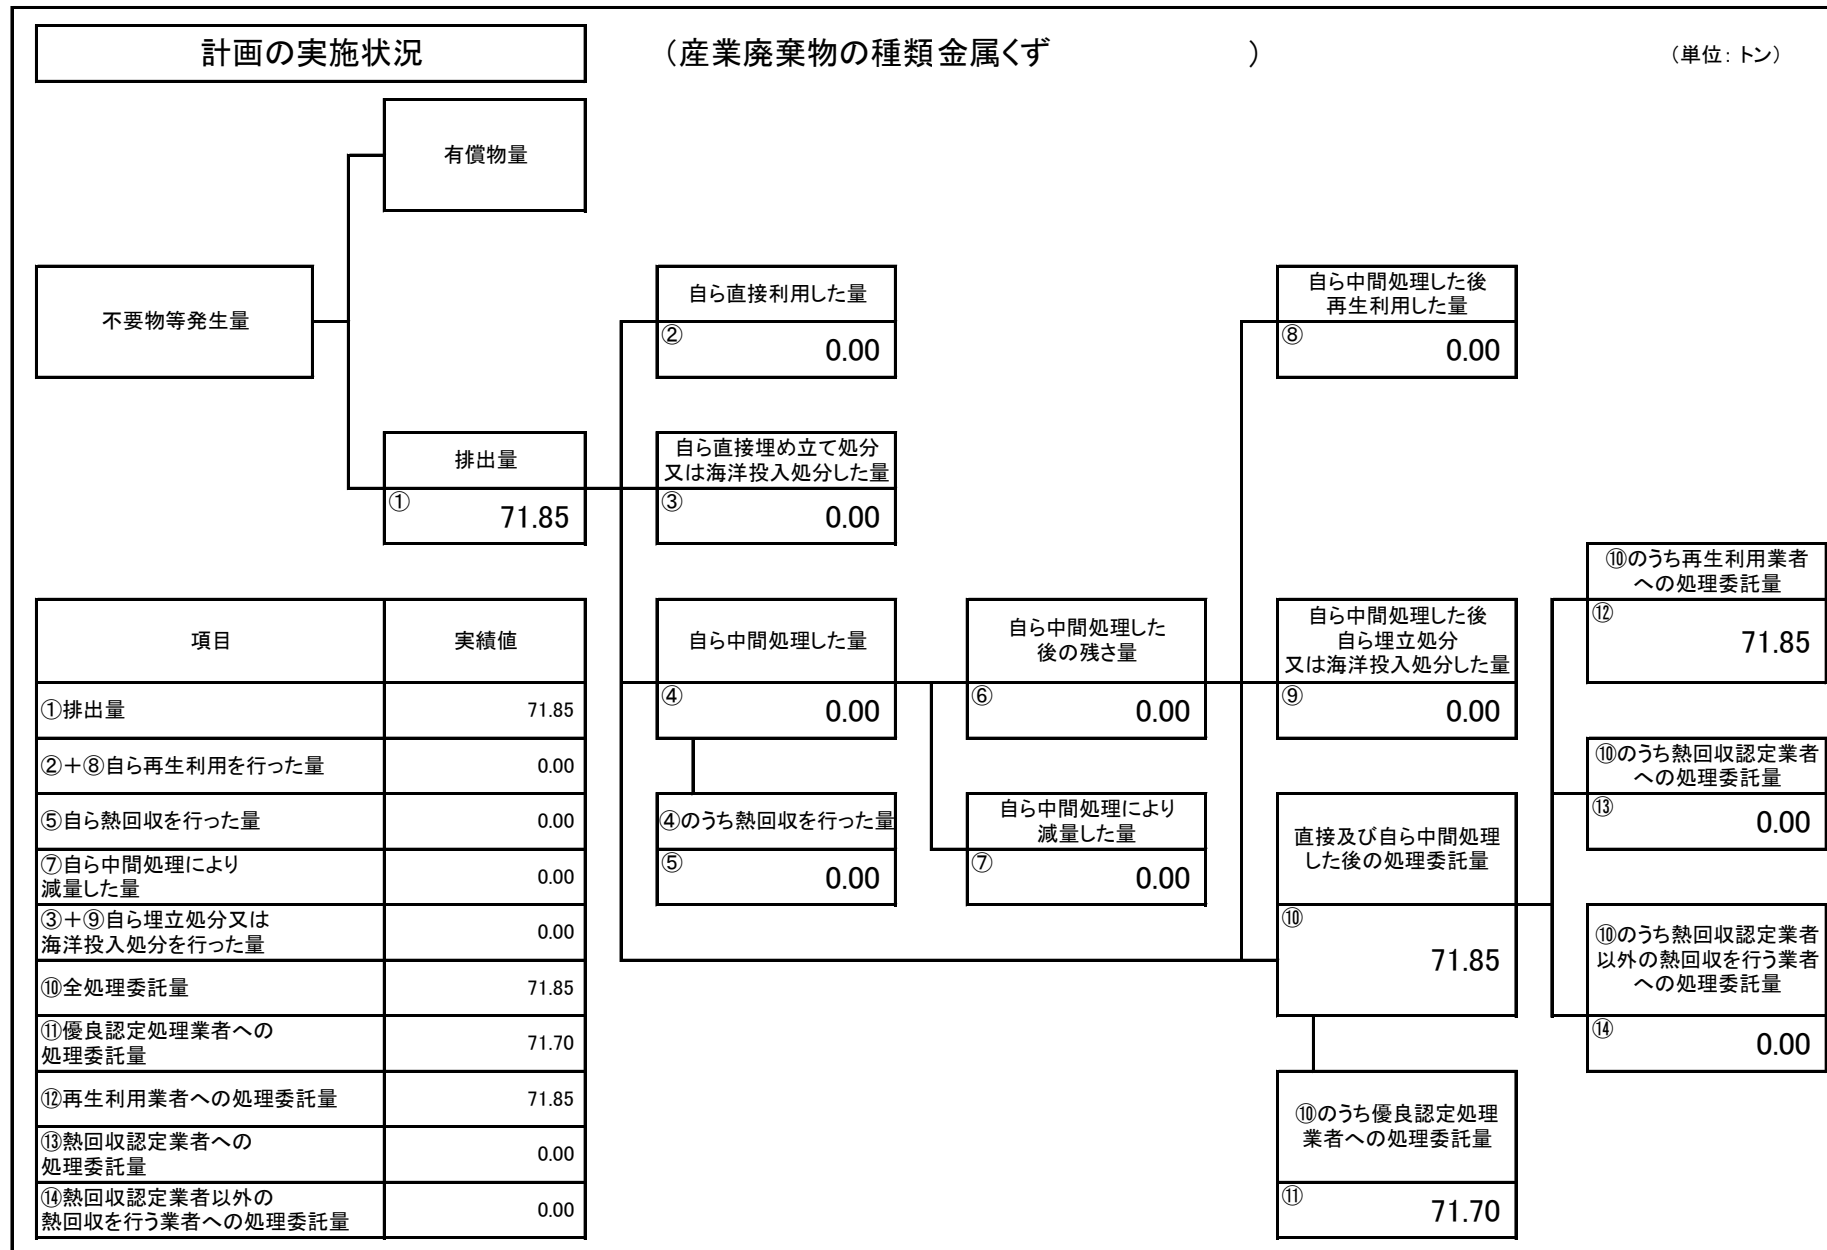 計画の実施状況
（産業廃棄物の種類金属くず　　　　　　）
（単位：トン）
有償物量
不要物等発生量
自ら直接利用した量
② 0.00
自ら中間処理した後
再生利用した量
⑧ 0.00
排出量
① 71.85
自ら直接埋め立て処分
又は海洋投入処分した量
③ 0.00
自ら中間処理した量
④ 0.00
自ら中間処理した
後の残さ量
⑥ 0.00
自ら中間処理した後
自ら埋立処分
又は海洋投入処分した量
⑨ 0.00
⑩のうち再生利用業者
への処理委託量
⑫ 71.85
④のうち熱回収を行った量
⑤ 0.00
自ら中間処理により
減量した量
⑦ 0.00
直接及び自ら中間処理
した後の処理委託量
⑩ 71.85
⑩のうち熱回収認定業者
への処理委託量
⑬ 0.00
⑩のうち熱回収認定業者
以外の熱回収を行う業者
への処理委託量
⑭ 0.00
⑩のうち優良認定処理
業者への処理委託量
⑪ 71.70
項目 実績値
①排出量 71.85
②＋⑧自ら再生利用を行った量 0.00
⑤自ら熱回収を行った量 0.00
⑦自ら中間処理により
減量した量 0.00
③＋⑨自ら埋立処分又は
海洋投入処分を行った量 0.00
⑩全処理委託量 71.85
⑪優良認定処理業者への
処理委託量 71.70
⑫再生利用業者への処理委託量 71.85
⑬熱回収認定業者への
処理委託量 0.00
⑭熱回収認定業者以外の
熱回収を行う業者への処理委託量 0.00